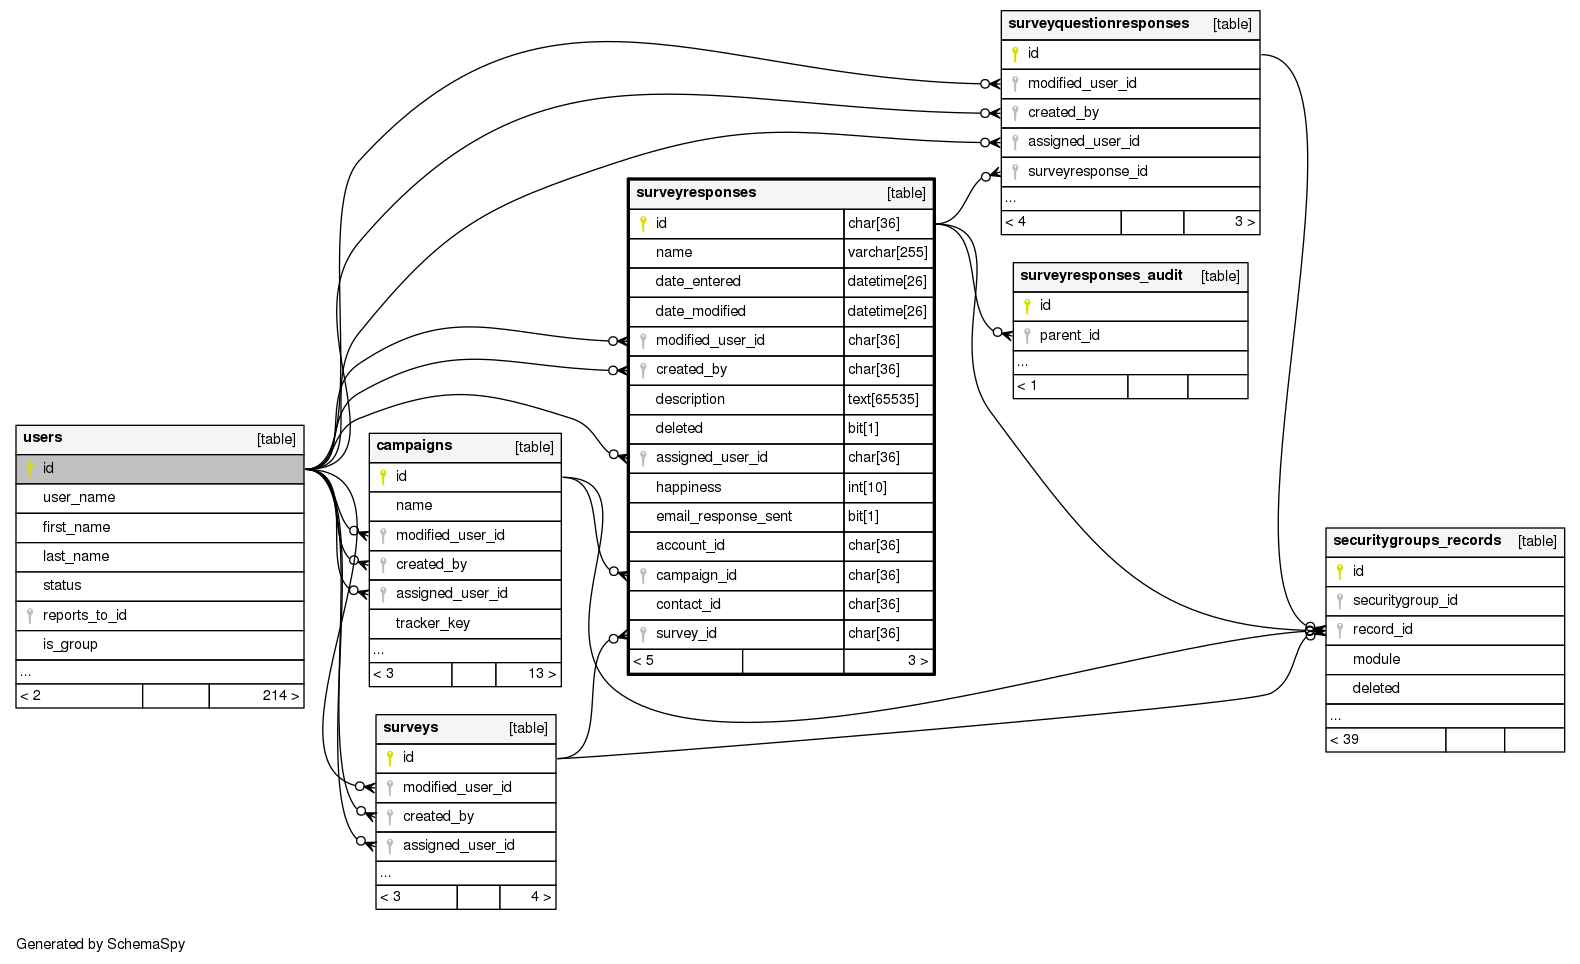 surveyquestionresponses [table]
id
modified_user_id
created_by
assigned_user_id
surveyresponse_id
...
< 4 3 >
surveyresponses [table]
id char[36]
name varchar[255]
date_entered datetime[26]
date_modified datetime[26]
modified_user_id char[36]
created_by char[36]
description text[65535]
deleted bit[1]
assigned_user_id char[36]
happiness int[10]
email_response_sent bit[1]
account_id char[36]
campaign_id char[36]
contact_id char[36]
survey_id char[36]
< 5 3 >
surveyresponses_audit [table]
id
parent_id
...
< 1
users [table]
id
user_name
first_name
last_name
status
reports_to_id
is_group
...
< 2 214 >
campaigns [table]
id
name
modified_user_id
created_by
assigned_user_id
tracker_key
...
< 3 13 >
securitygroups_records [table]
id
securitygroup_id
record_id
module
deleted
...
< 39
surveys [table]
id
modified_user_id
created_by
assigned_user_id
...
< 3 4 >
Generated by SchemaSpy